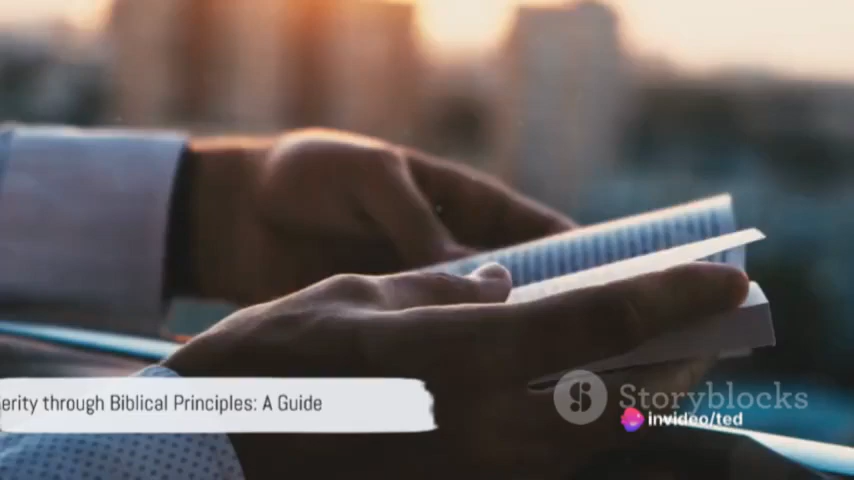 erity through Biblical Principles: A Guide
Storyblocks
invideo/ted